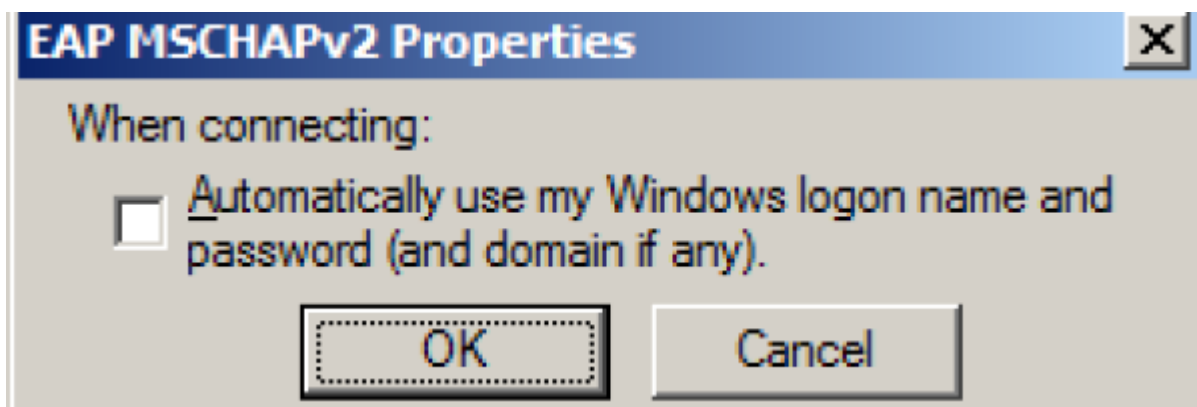 EAP MSCHAPv2 Properties
When connecting:
Automatically use my Windows logon name and
password (and domain if any).
OK
Cancel